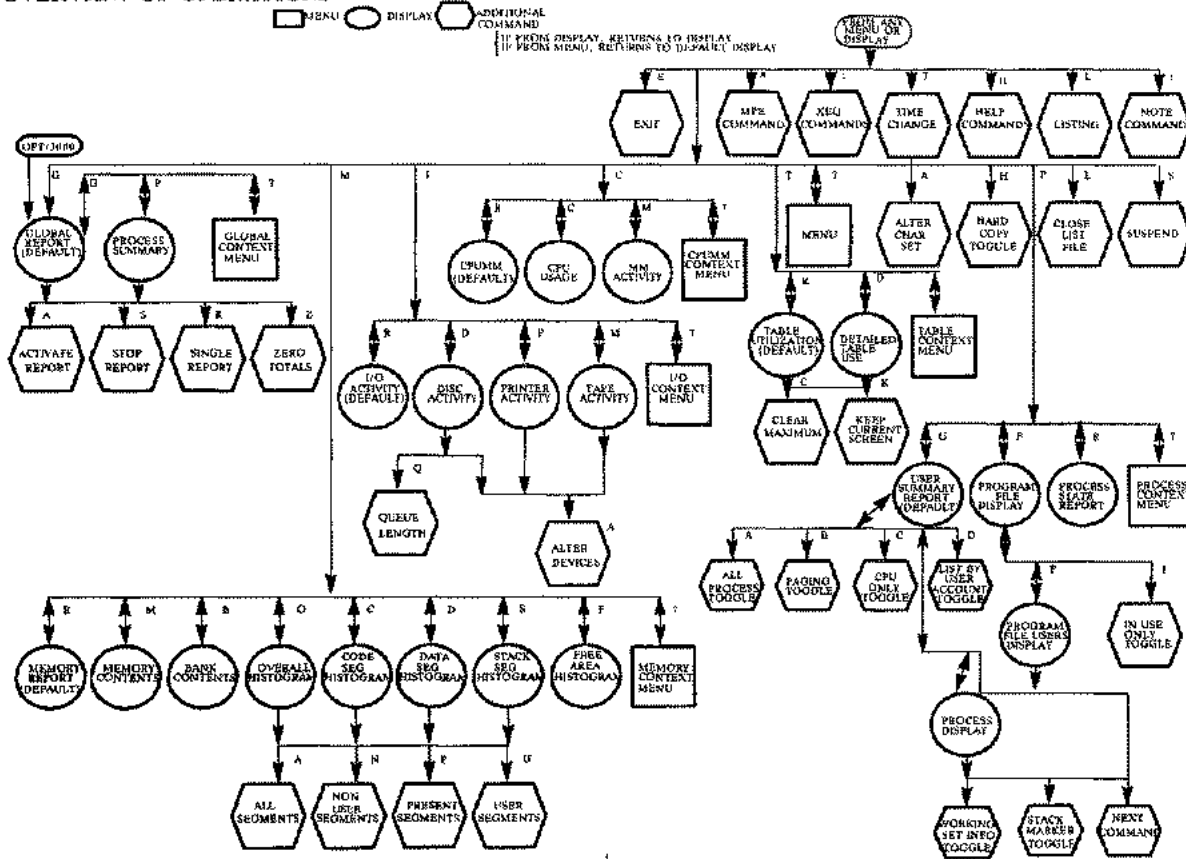 MENU
DISPLAY
ADDITIONAL
COMMAND
IF FROM DISPLAY, RETURNS TO DISPLAY
IF FROM MENU, RETURNS TO DEFAULT DISPLAY
FROM ANY
MENU OR
DISPLAY
E
T
H
L
EXIT
MPE
COMMAND
XEQ
COMMANDS
TIME
CHANGE
HELP
COMMANDS
LISTING
NOTE
COMMAND
OPT/3000
G
G
P
?
M
I
C
T
?
A
H
P
L
S
GLOBAL
REPORT
(DEFAULT)
PROCESS
SUMMARY
GLOBAL
CONTEXT
MENU
MENU
ALTER
CHAR
SET
HARD
COPY
TOGGLE
CLOSE
LIST
FILE
SUSPEND
R
C
M
?
CPUMM
(DEFAULT)
CPU
USAGE
MM
ACTIVITY
CPUMM
CONTEXT
MENU
A
S
R
Z
ACTIVATE
REPORT
STOP
REPORT
SINGLE
REPORT
ZERO
TOTALS
R
D
TABLE
UTILIZATION
(DEFAULT)
DETAILED
TABLE
USE
TABLE
CONTEXT
MENU
R
D
P
M
?
I/O
ACTIVITY
(DEFAULT)
DISC
ACTIVITY
PRINTER
ACTIVITY
TAPE
ACTIVITY
I/O
CONTEXT
MENU
C
K
CLEAR
MAXIMUM
KEEP
CURRENT
SCREEN
G
P
R
?
USER
SUMMARY
REPORT
(DEFAULT)
PROGRAM
FILE
DISPLAY
PROCESS
STATE
REPORT
PROCESS
CONTEXT
MENU
Q
QUEUE
LENGTH
A
ALTER
DEVICES
A
B
C
D
ALL
PROCESS
TOGGLE
PAGING
TOGGLE
CPU
ONLY
TOGGLE
LIST BY
USER
ACCOUNT
TOGGLE
P
I
PROGRAM
FILE USERS
DISPLAY
IN USE
ONLY
TOGGLE
R
M
B
O
C
D
S
F
?
MEMORY
REPORT
(DEFAULT)
MEMORY
CONTENTS
BANK
CONTENTS
OVERALL
HISTOGRAM
CODE
SEG
HISTOGRAM
DATA
SEG
HISTOGRAM
STACK
SEG
HISTOGRAM
FREE
AREA
HISTOGRAM
MEMORY
CONTEXT
MENU
PROCESS
DISPLAY
A
N
P
U
ALL
SEGMENTS
NON
USER
SEGMENTS
PRESENT
SEGMENTS
USER
SEGMENTS
WORKING
SET INFO
TOGGLE
STACK
MARKER
TOGGLE
NEXT
COMMAND